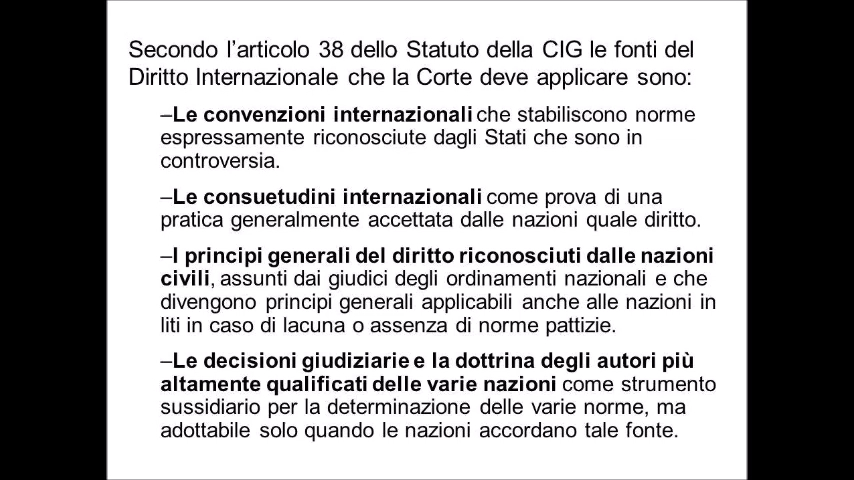 Secondo l’articolo 38 dello Statuto della CIG le fonti del
Diritto Internazionale che la Corte deve applicare sono:
–Le convenzioni internazionali che stabiliscono norme
espressamente riconosciute dagli Stati che sono in
controversia.
–Le consuetudini internazionali come prova di una
pratica generalmente accettata dalle nazioni quale diritto.
–I principi generali del diritto riconosciuti dalle nazioni
civili, assunti dai giudici degli ordinamenti nazionali e che
divengono principi generali applicabili anche alle nazioni in
liti in caso di lacuna o assenza di norme pattizie.
–Le decisioni giudiziarie e la dottrina degli autori più
altamente qualificati delle varie nazioni come strumento
sussidiario per la determinazione delle varie norme, ma
adottabile solo quando le nazioni accordano tale fonte.